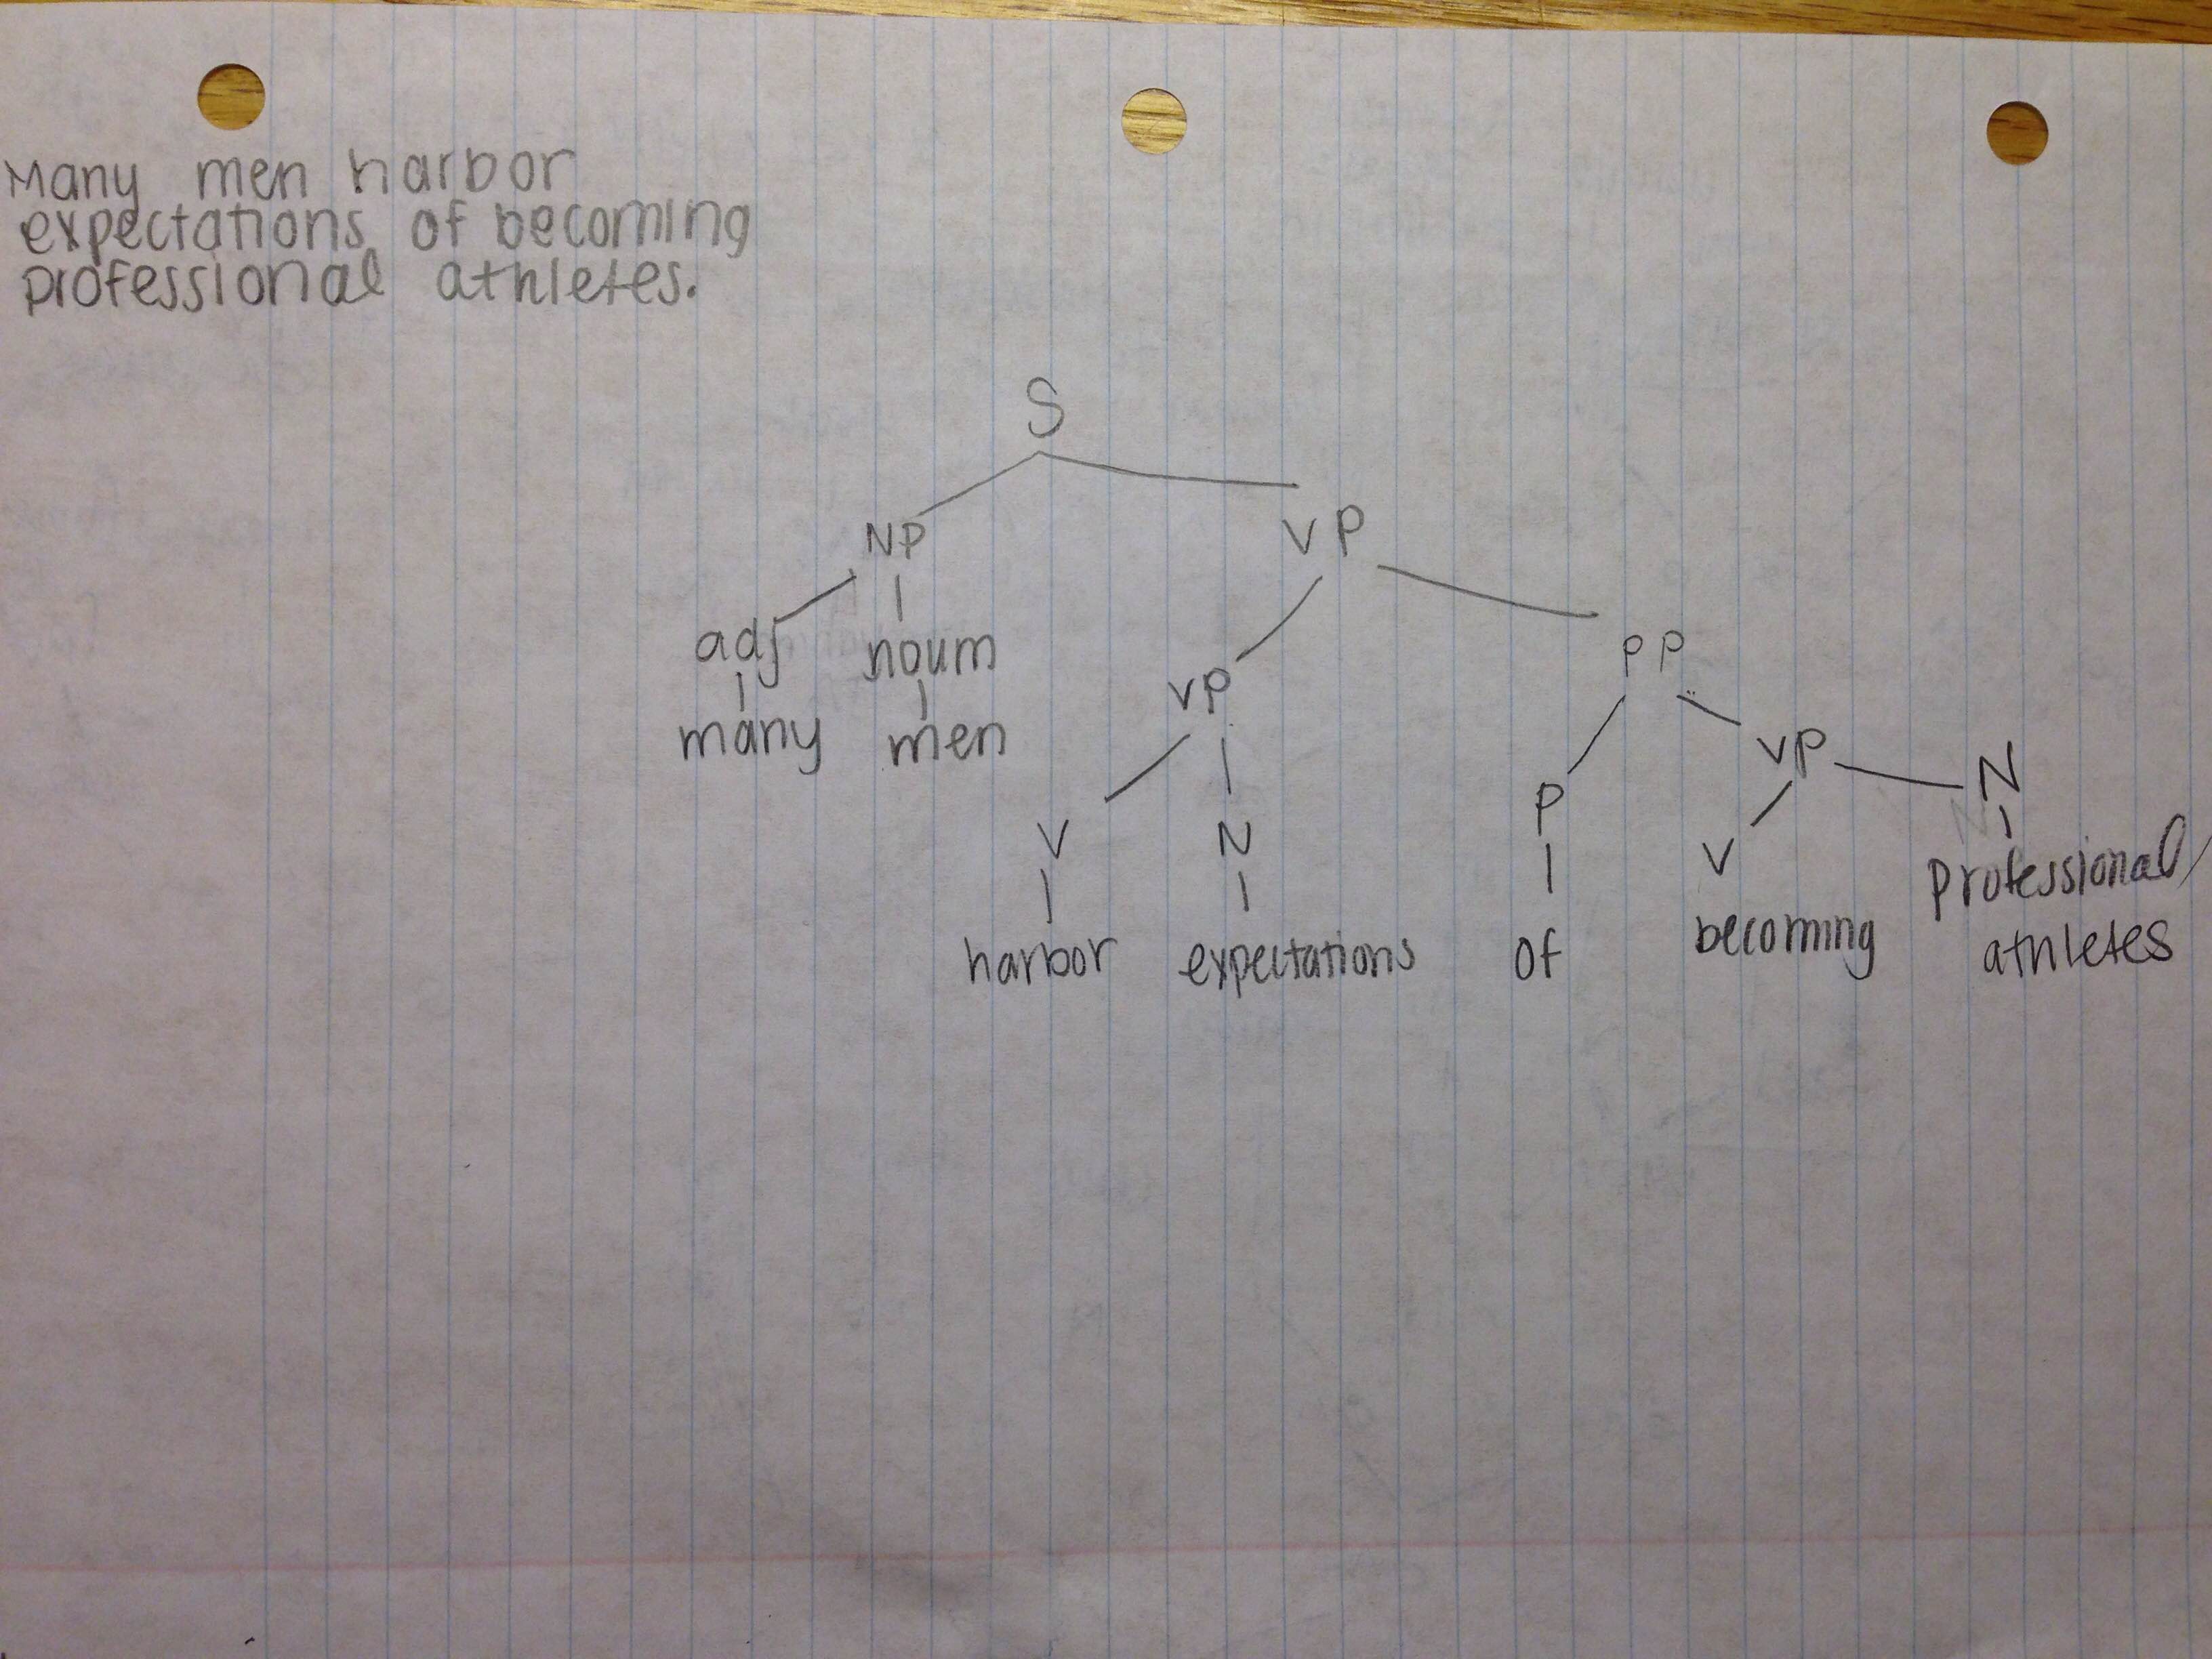 Many men harbor
expectations of becoming
professional athletes.
S
NP VP
adj noun VP PP
many men V N P VP
harbor expectations of V N
becoming professional/
athletes